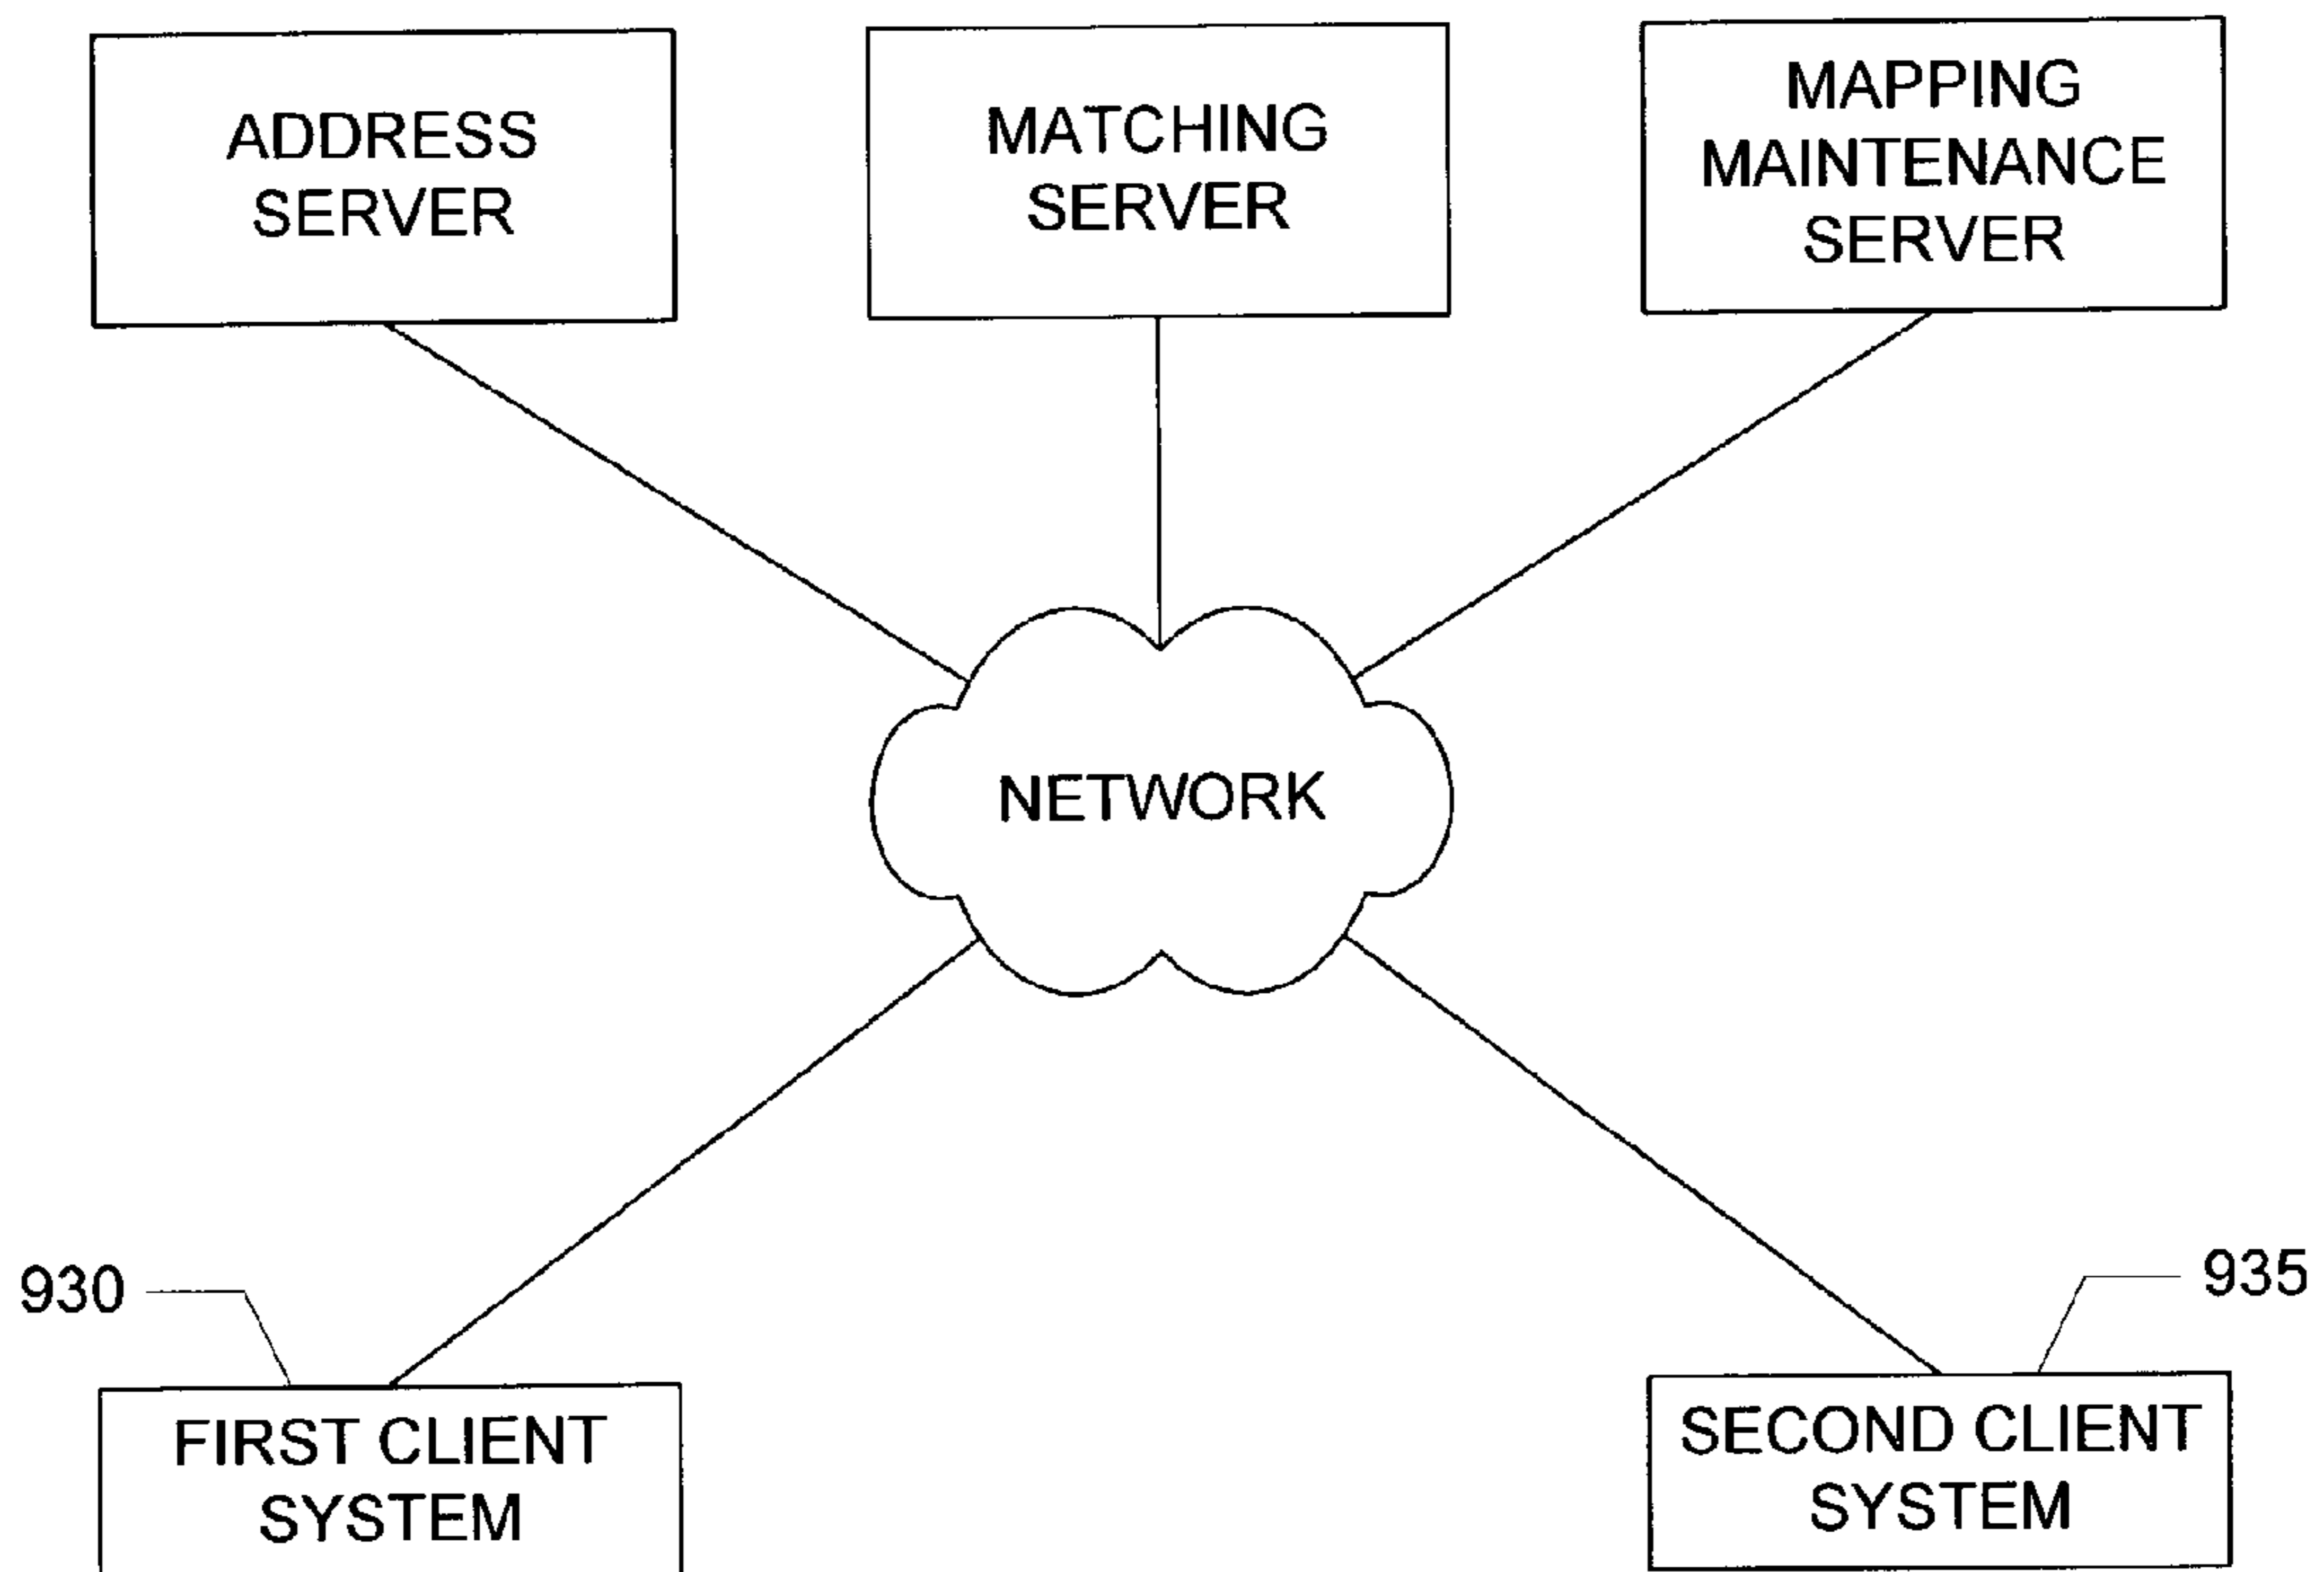 ADDRESS
SERVER
MATCHING
SERVER
MAPPING
MAINTENANCE
SERVER
NETWORK
930
935
FIRST CLIENT
SYSTEM
SECOND CLIENT
SYSTEM